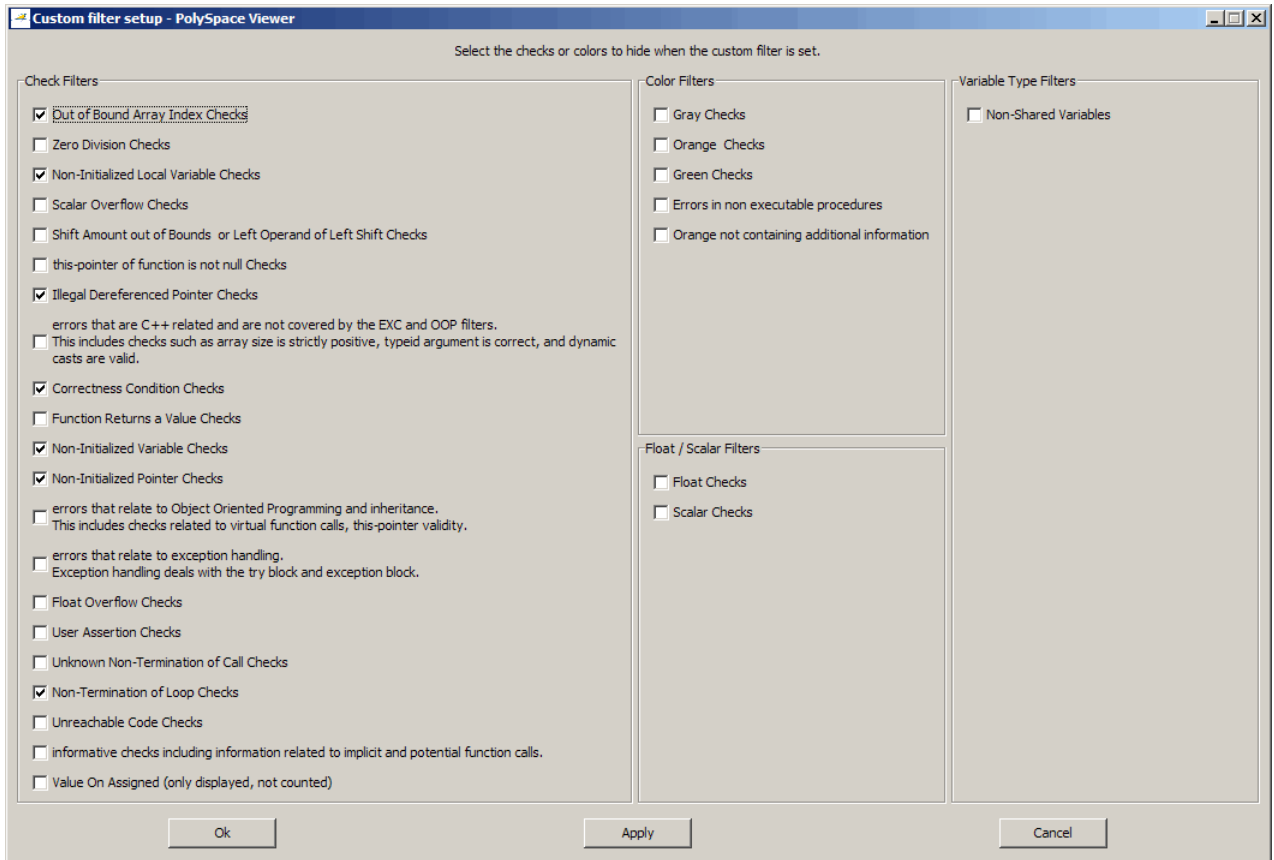 Custom filter setup - PolySpace Viewer
Select the checks or colors to hide when the custom filter is set.
Check Filters
Out of Bound Array Index Checks
Zero Division Checks
Non-Initialized Local Variable Checks
Scalar Overflow Checks
Shift Amount out of Bounds or Left Operand of Left Shift Checks
this-pointer of function is not null Checks
Illegal Dereferenced Pointer Checks
errors that are C++ related and are not covered by the EXC and OOP filters.
This includes checks such as array size is strictly positive, typeid argument is correct, and dynamic
casts are valid.
Correctness Condition Checks
Function Returns a Value Checks
Non-Initialized Variable Checks
Non-Initialized Pointer Checks
errors that relate to Object Oriented Programming and inheritance.
This includes checks related to virtual function calls, this-pointer validity.
errors that relate to exception handling.
Exception handling deals with the try block and exception block.
Float Overflow Checks
User Assertion Checks
Unknown Non-Termination of Call Checks
Non-Termination of Loop Checks
Unreachable Code Checks
informative checks including information related to implicit and potential function calls.
Value On Assigned (only displayed, not counted)
Color Filters
Gray Checks
Orange Checks
Green Checks
Errors in non executable procedures
Orange not containing additional information
Float / Scalar Filters
Float Checks
Scalar Checks
Variable Type Filters
Non-Shared Variables
Ok
Apply
Cancel